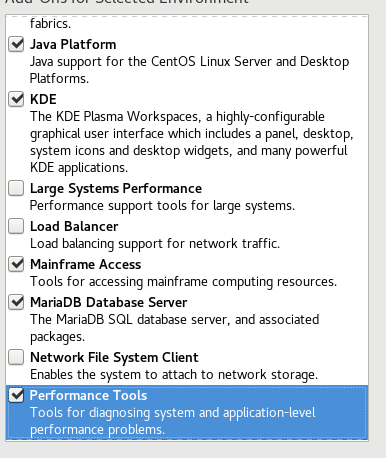 Add-Ons for Selected Environment
fabrics.
Java Platform
Java support for the CentOS Linux Server and Desktop
Platforms.
KDE
The KDE Plasma Workspaces, a highly-configurable
graphical user interface which includes a panel, desktop,
system icons and desktop widgets, and many powerful
KDE applications.
Large Systems Performance
Performance support tools for large systems.
Load Balancer
Load balancing support for network traffic.
Mainframe Access
Tools for accessing mainframe computing resources.
MariaDB Database Server
The MariaDB SQL database server, and associated
packages.
Network File System Client
Enables the system to attach to network storage.
Performance Tools
Tools for diagnosing system and application-level
performance problems.